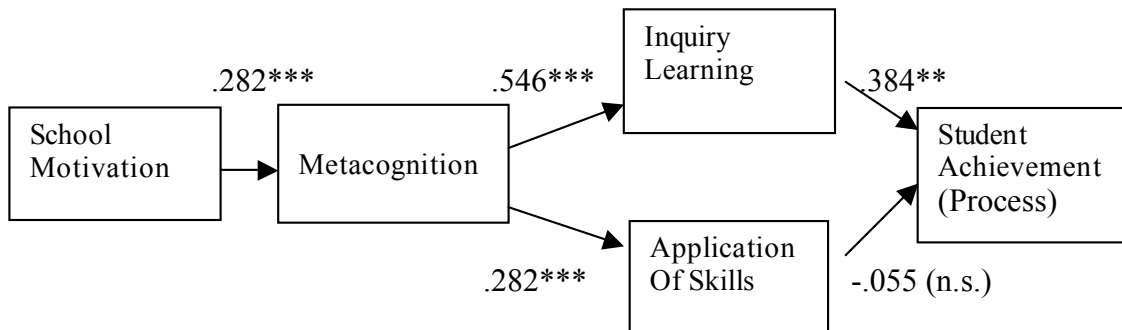 .282***
.546***
.384**
School
Motivation
Metacognition
Inquiry
Learning
Student
Achievement
(Process)
.282***
Application
Of Skills
-.055 (n.s.)